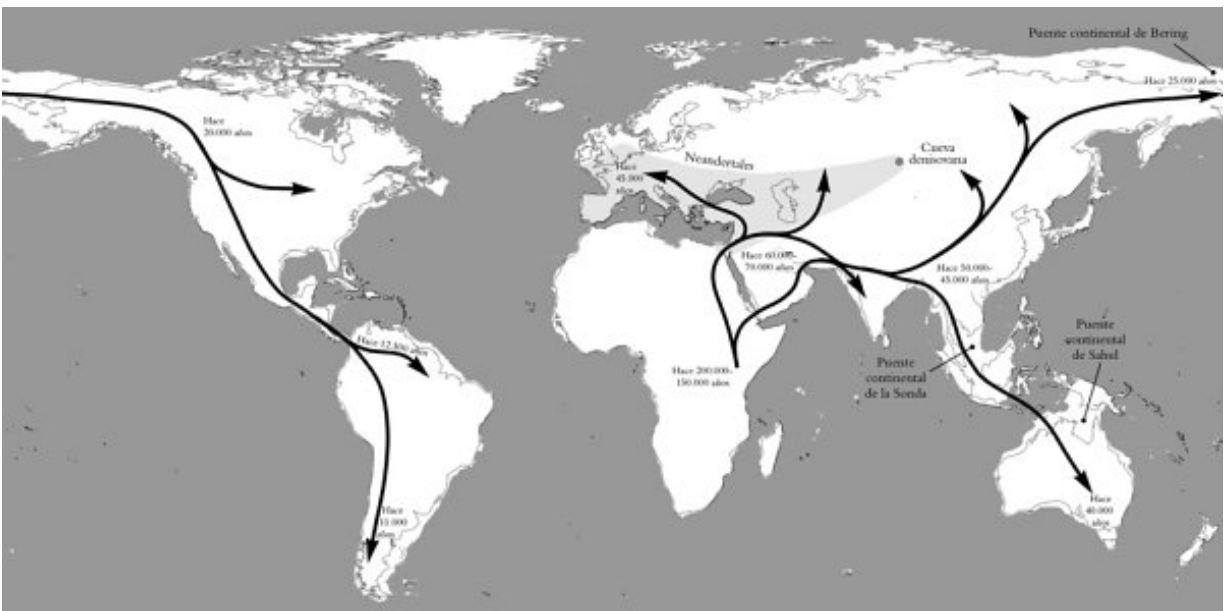 Puente continental de Bering
Hace 25.000 años
Hace
20.000 años
Neandertales
Cueva
denisovana
Hace
45.000
años
Hace 60.000-
70.000 años
Hace 50.000-
45.000 años
Puente
continental
de Sahul
Hace 12.500 años
Puente
continental
de la Sonda
Hace 200.000-
150.000 años
Hace
40.000
años
Hace
11.000
años